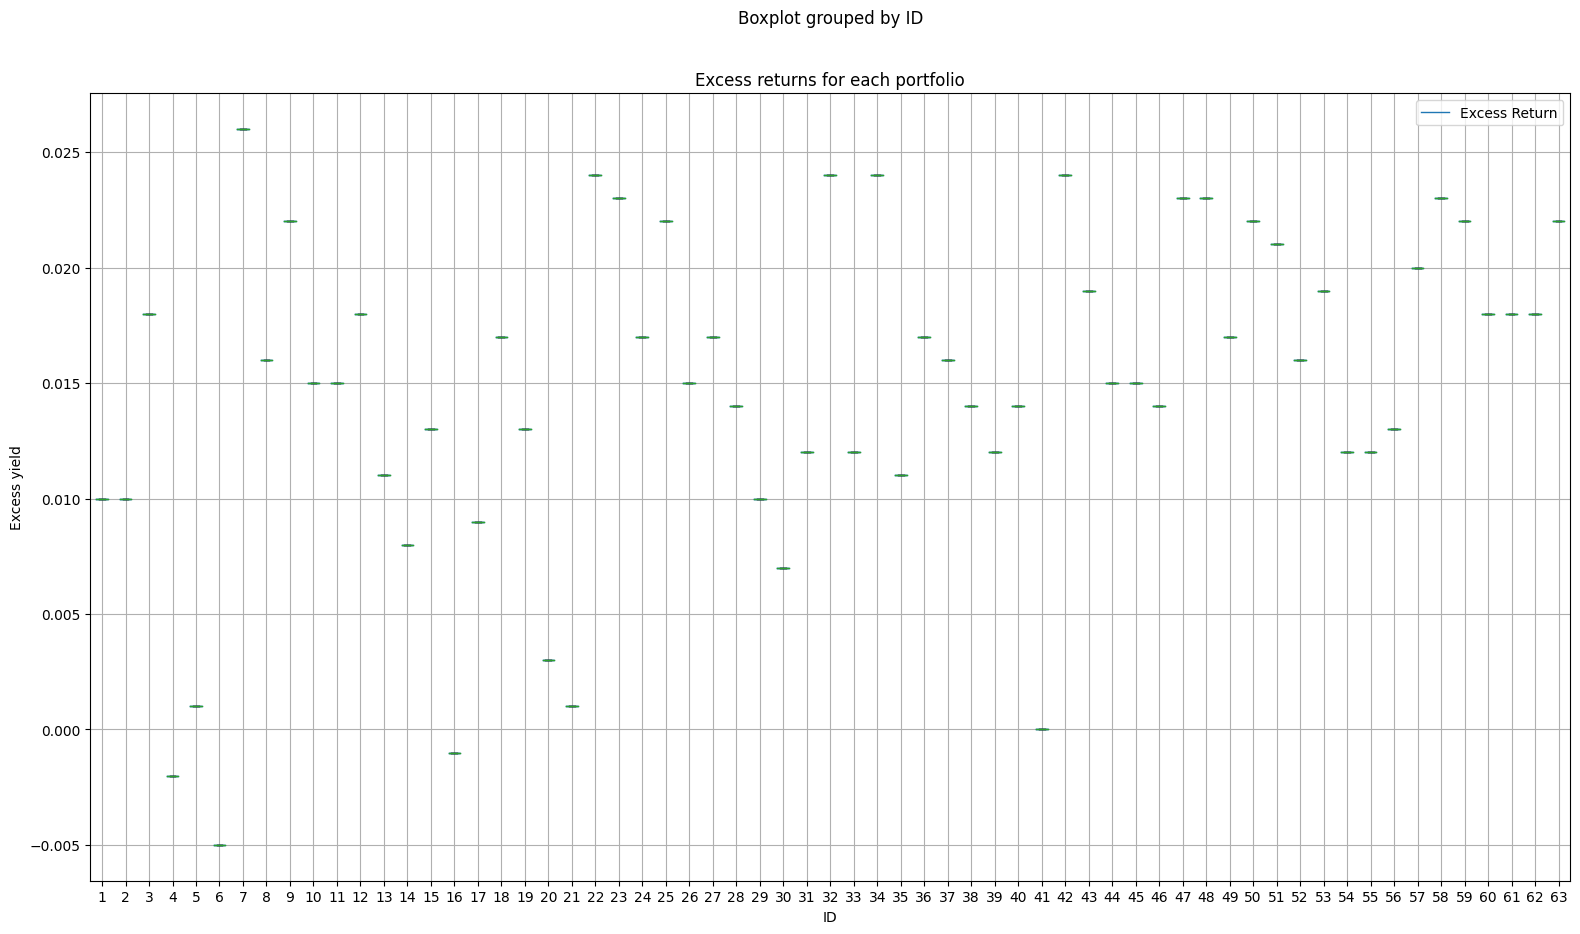 Boxplot grouped by ID
Excess returns for each portfolio
Excess Return
Excess yield
0.025
0.020
0.015
0.010
0.005
0.000
−0.005
1 2 3 4 5 6 7 8 9 10 11 12 13 14 15 16 17 18 19 20 21 22 23 24 25 26 27 28 29 30 31 32 33 34 35 36 37 38 39 40 41 42 43 44 45 46 47 48 49 50 51 52 53 54 55 56 57 58 59 60 61 62 63
ID